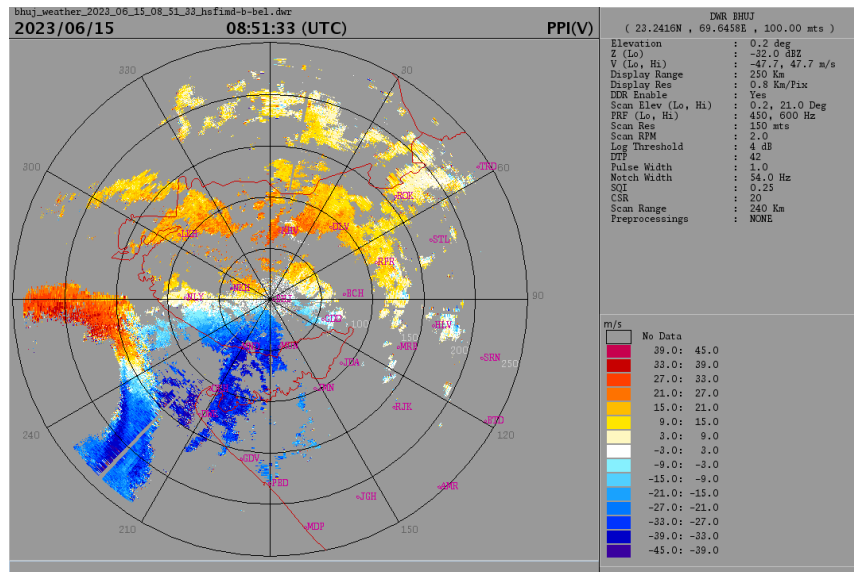 bhuj_weather_2023_06_15_08_51_33_hsfimd-b-bel.dwr
2023/06/15 08:51:33 (UTC) PPI(V)
DWR BHUJ
( 23.2416N , 69.6458E , 100.00 mts )
Elevation : 0.2 deg
Z (Lo) : -32.0 dBZ
V (Lo, Hi) : -47.7, 47.7 m/s
Display Range : 250 Km
Display Res : 0.8 Km/Pix
DDR Enable : Yes
Scan Elev (Lo, Hi) : 0.2, 21.0 Deg
PRF (Lo, Hi) : 450, 600 Hz
Scan Res : 150 mts
Scan RPM : 2.0
Log Threshold : 4 dB
DTP : 42
Pulse Width : 1.0
Notch Width : 54.0 Hz
SQI : 0.25
CSR : 20
Scan Range : 240 Km
Preprocessings : NONE
330
30
300
TRD
60
RDK
KHV
DLV
LKH
STL
RPR
NZH
BCH
NLY
BHJ
90
100
HLV
150
MRB
200
SRN
250
JDA
JMN
RJK
BTD
240
120
GDV
PBD
JGH
AMR
210
MDP
150
m/s
No Data
39.0: 45.0
33.0: 39.0
27.0: 33.0
21.0: 27.0
15.0: 21.0
9.0: 15.0
3.0: 9.0
-3.0: 3.0
-9.0: -3.0
-15.0: -9.0
-21.0: -15.0
-27.0: -21.0
-33.0: -27.0
-39.0: -33.0
-45.0: -39.0